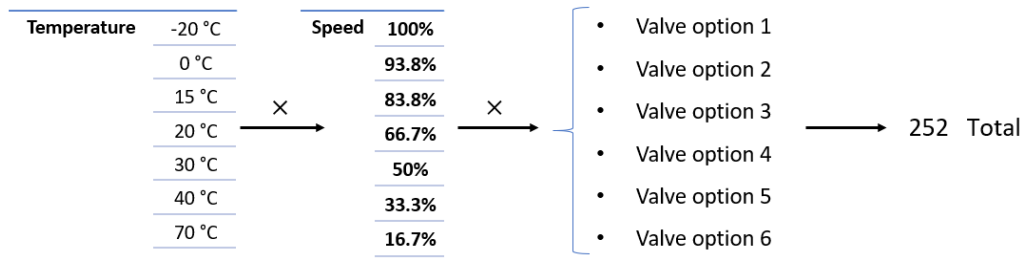 Temperature
-20 °C
0 °C
15 °C
20 °C
30 °C
40 °C
70 °C
×
Speed
100%
93.8%
83.8%
66.7%
50%
33.3%
16.7%
×
• Valve option 1
• Valve option 2
• Valve option 3
• Valve option 4
• Valve option 5
• Valve option 6
252 Total